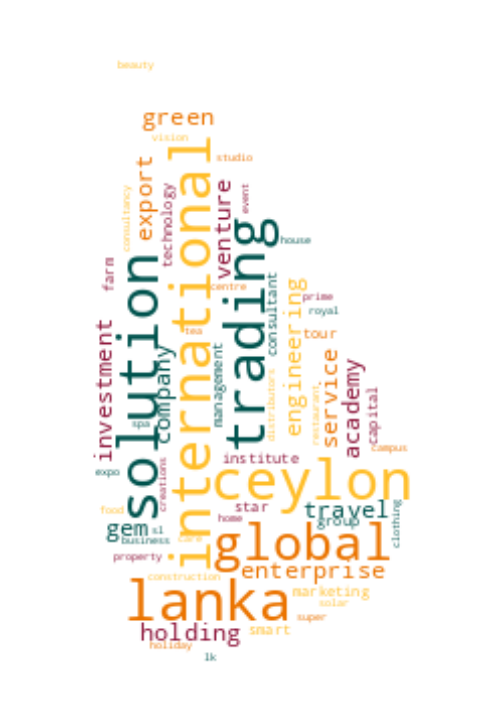 beauty
green
vision
studio
export
international
technology
consultancy
venture
event
trading
house
solution
farm
centre
consultant
engineering
prime
royal
tea
tour
investment
company
management
service
academy
distributors
restaurant
capital
spa
campus
institute
ceylon
expo
creations
food
star
travel
clothing
home
group
gem
sl
business
care
global
property
enterprise
construction
lanka
marketing
solar
super
holding
smart
holiday
lk